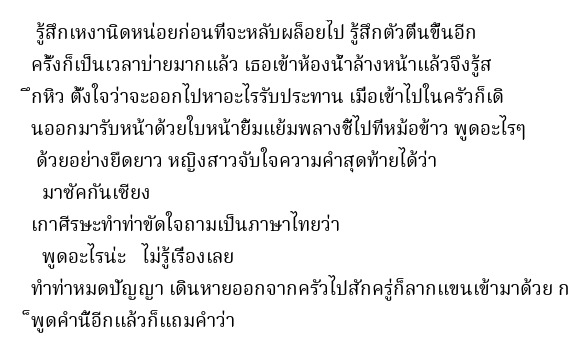 รู้สึกเหงานิดหน่อยก่อนที่จะหลับผล็อยไป รู้สึกตัวตื่นขึ้นอีก
ครั้งก็เป็นเวลาบ่ายมากแล้ว เธอเข้าห้องน้ำล้างหน้าแล้วจึงรู้ส
ึกหิว ตั้งใจว่าจะออกไปหาอะไรรับประทาน เมื่อเข้าไปในครัวก็เดิ
นออกมารับหน้าด้วยใบหน้ายิ้มแย้มพลางชี้ไปที่หม้อข้าว พูดอะไรๆ
ด้วยอย่างยืดยาว หญิงสาวจับใจความคำสุดท้ายได้ว่า
มาซัคกันเซียง
เกาศีรษะทำท่าขัดใจถามเป็นภาษาไทยว่า
พูดอะไรน่ะ ไม่รู้เรื่องเลย
ทำท่าหมดปัญญา เดินหายออกจากครัวไปสักครู่ก็ลากแขนเข้ามาด้วย ก
็พูดคำนี้อีกแล้วก็แถมคำว่า